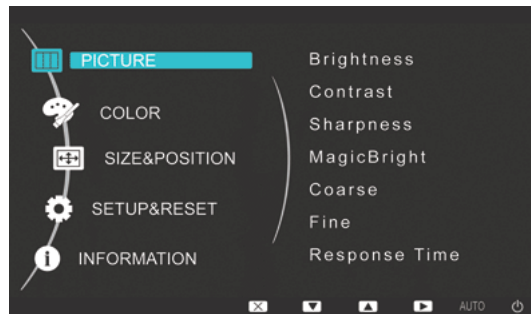 PICTURE
COLOR
SIZE&POSITION
SETUP&RESET
INFORMATION
Brightness
Contrast
Sharpness
MagicBright
Coarse
Fine
Response Time
AUTO